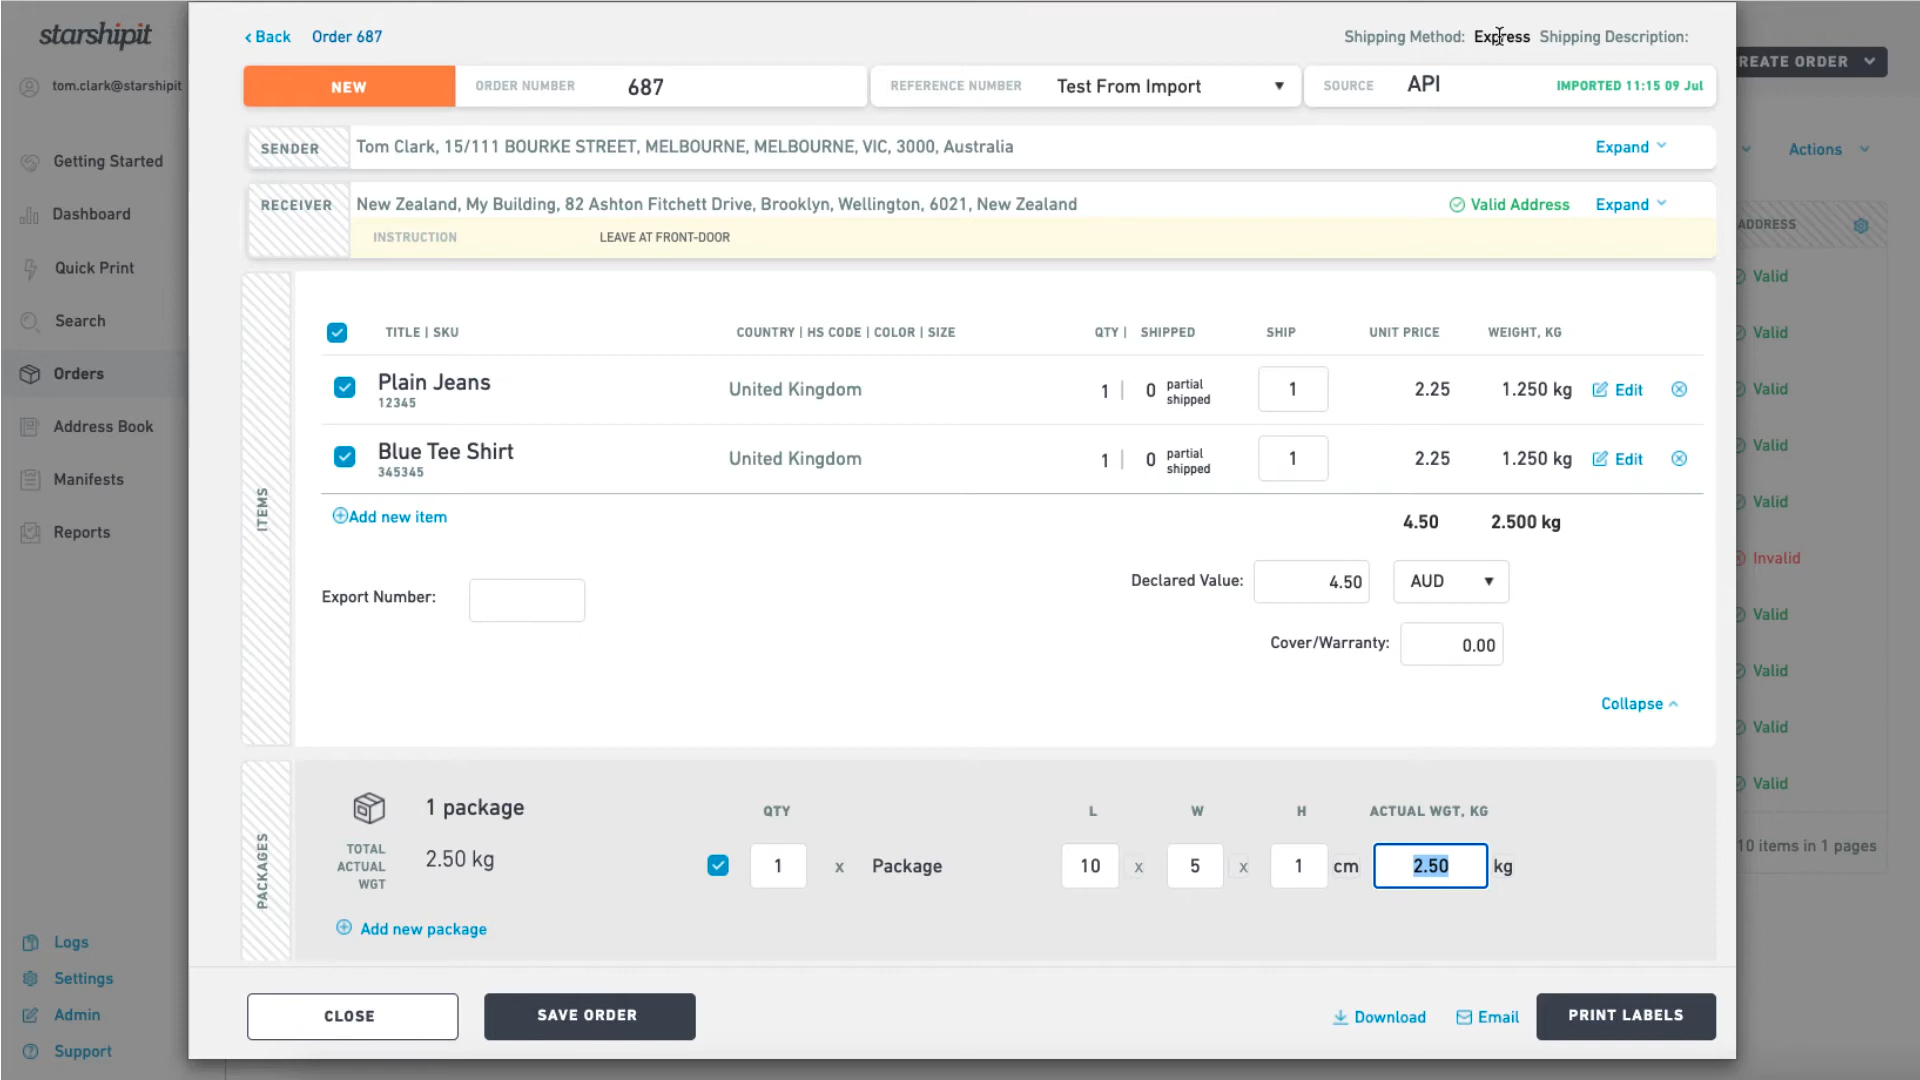 starshipit
tom.clark@starshipit
Getting Started
Dashboard
Quick Print
Search
Orders
Address Book
Manifests
Reports
Logs
Settings
Admin
Support
Back Order 687
Shipping Method: Express Shipping Description:
NEW ORDER NUMBER 687 REFERENCE NUMBER Test From Import SOURCE API IMPORTED 11:15 09 Jul
SENDER Tom Clark, 15/111 BOURKE STREET, MELBOURNE, MELBOURNE, VIC, 3000, Australia Expand
RECEIVER New Zealand, My Building, 82 Ashton Fitchett Drive, Brooklyn, Wellington, 6021, New Zealand Valid Address Expand
INSTRUCTION LEAVE AT FRONT-DOOR
ITEMS
TITLE | SKU COUNTRY | HS CODE | COLOR | SIZE QTY | SHIPPED SHIP UNIT PRICE WEIGHT, KG
Plain Jeans United Kingdom 1 | 0 partial shipped 1 2.25 1.250 kg Edit
12345
Blue Tee Shirt United Kingdom 1 | 0 partial shipped 1 2.25 1.250 kg Edit
345345
Add new item 4.50 2.500 kg
Declared Value: 4.50 AUD
Export Number:
Cover/Warranty: 0.00
Collapse
PACKAGES
1 package QTY L W H ACTUAL WGT, KG
TOTAL ACTUAL WGT 2.50 kg 1 x Package 10 x 5 x 1 cm 2.50 kg
Add new package
CLOSE SAVE ORDER Download Email PRINT LABELS
REATE ORDER
Actions
ADDRESS
Valid
Valid
Valid
Valid
Valid
Invalid
Valid
Valid
Valid
Valid
10 items in 1 pages